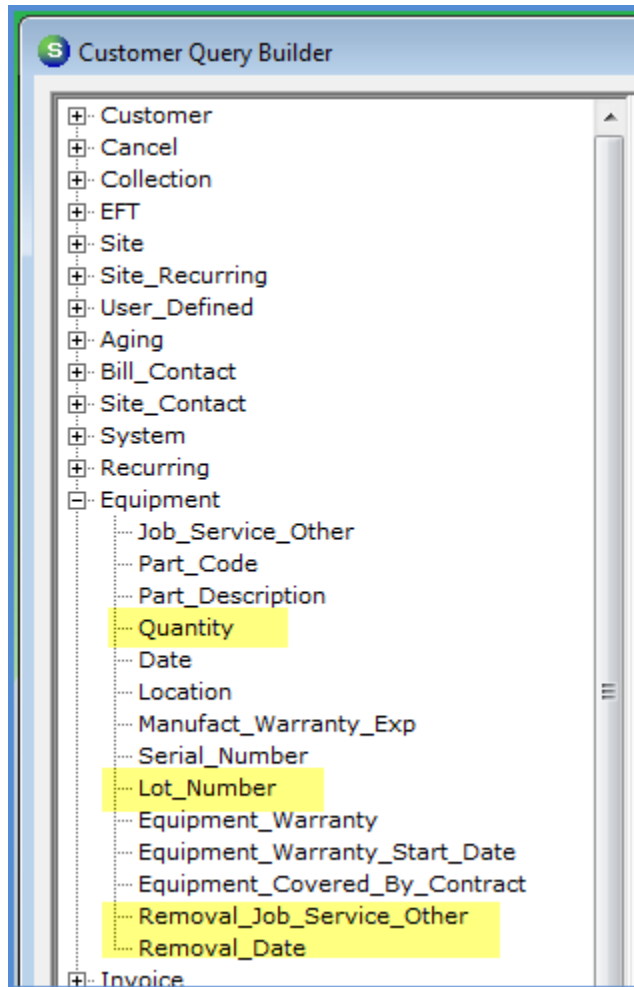 S Customer Query Builder
Customer
Cancel
Collection
EFT
Site
Site_Recurring
User_Defined
Aging
Bill_Contact
Site_Contact
System
Recurring
Equipment
Job_Service_Other
Part_Code
Part_Description
Quantity
Date
Location
Manufact_Warranty_Exp
Serial_Number
Lot_Number
Equipment_Warranty
Equipment_Warranty_Start_Date
Equipment_Covered_By_Contract
Removal_Job_Service_Other
Removal_Date
Invoice